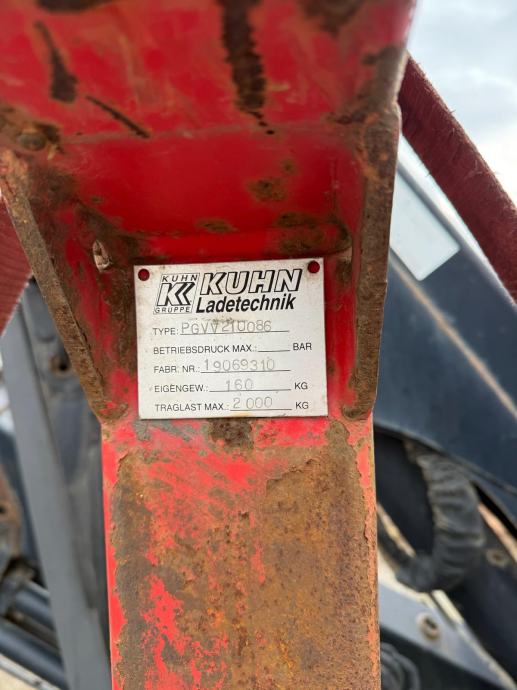 KUHN
GRUPPE
KUHN
Ladetechnik
TYPE: PGVV210086
BETRIEBSDRUCK MAX.: BAR
FABR. NR.: 19069310
EIGENGEW. 160 KG
TRAGLAST MAX.: 2 000 KG